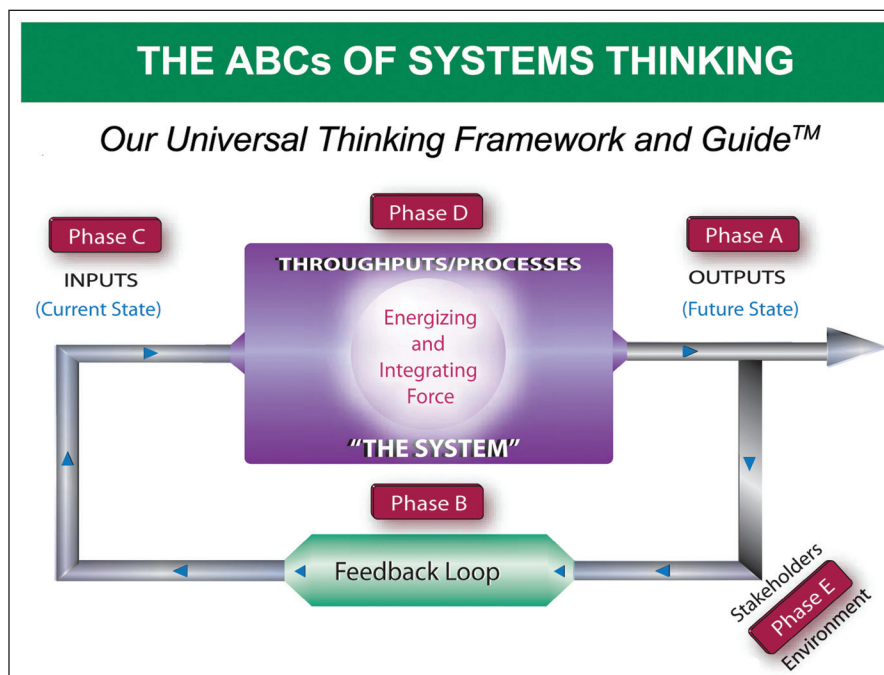 THE ABCs OF SYSTEMS THINKING
Our Universal Thinking Framework and Guide™
Phase C
INPUTS
(Current State)
Phase D
THROUGHPUTS/PROCESSES
Energizing
and
Integrating
Force
"THE SYSTEM"
Phase A
OUTPUTS
(Future State)
Phase B
Feedback Loop
Stakeholders
Phase E
Environment